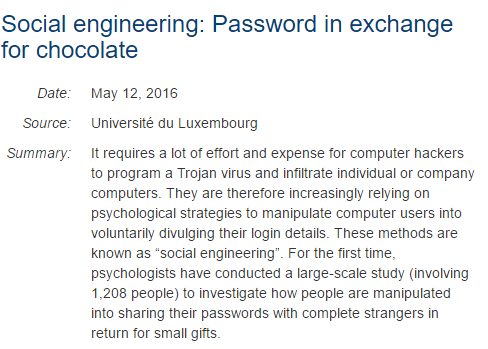 Social engineering: Password in exchange
for chocolate
Date: May 12, 2016
Source: Université du Luxembourg
Summary: It requires a lot of effort and expense for computer hackers
to program a Trojan virus and infiltrate individual or company
computers. They are therefore increasingly relying on
psychological strategies to manipulate computer users into
voluntarily divulging their login details. These methods are
known as “social engineering”. For the first time,
psychologists have conducted a large-scale study (involving
1,208 people) to investigate how people are manipulated
into sharing their passwords with complete strangers in
return for small gifts.